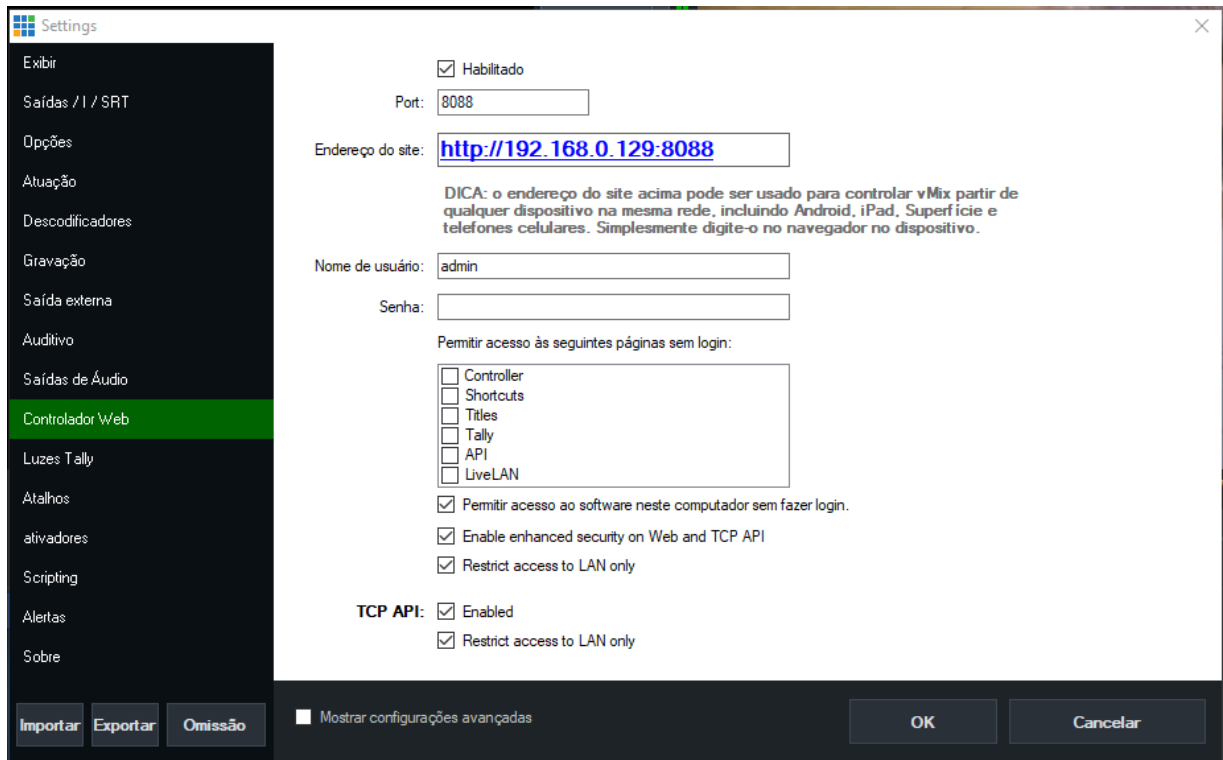 Settings
Exibir
Saídas / I / SRT
Opções
Atuação
Descodificadores
Gravação
Saída externa
Auditivo
Saídas de Áudio
Controlador Web
Luzes Tally
Atalhos
ativadores
Scripting
Alertas
Sobre
Importar
Exportar
Omissão
Habilitado
Port: 8088
Endereço do site: http://192.168.0.129:8088
DICA: o endereço do site acima pode ser usado para controlar vMix partir de
qualquer dispositivo na mesma rede, incluindo Android, iPad, Superfície e
telefones celulares. Simplesmente digite-o no navegador no dispositivo.
Nome de usuário: admin
Senha:
Permitir acesso às seguintes páginas sem login:
Controller
Shortcuts
Titles
Tally
API
LiveLAN
Permitir acesso ao software neste computador sem fazer login.
Enable enhanced security on Web and TCP API
Restrict access to LAN only
TCP API: Enabled
Restrict access to LAN only
Mostrar configurações avançadas
OK
Cancelar